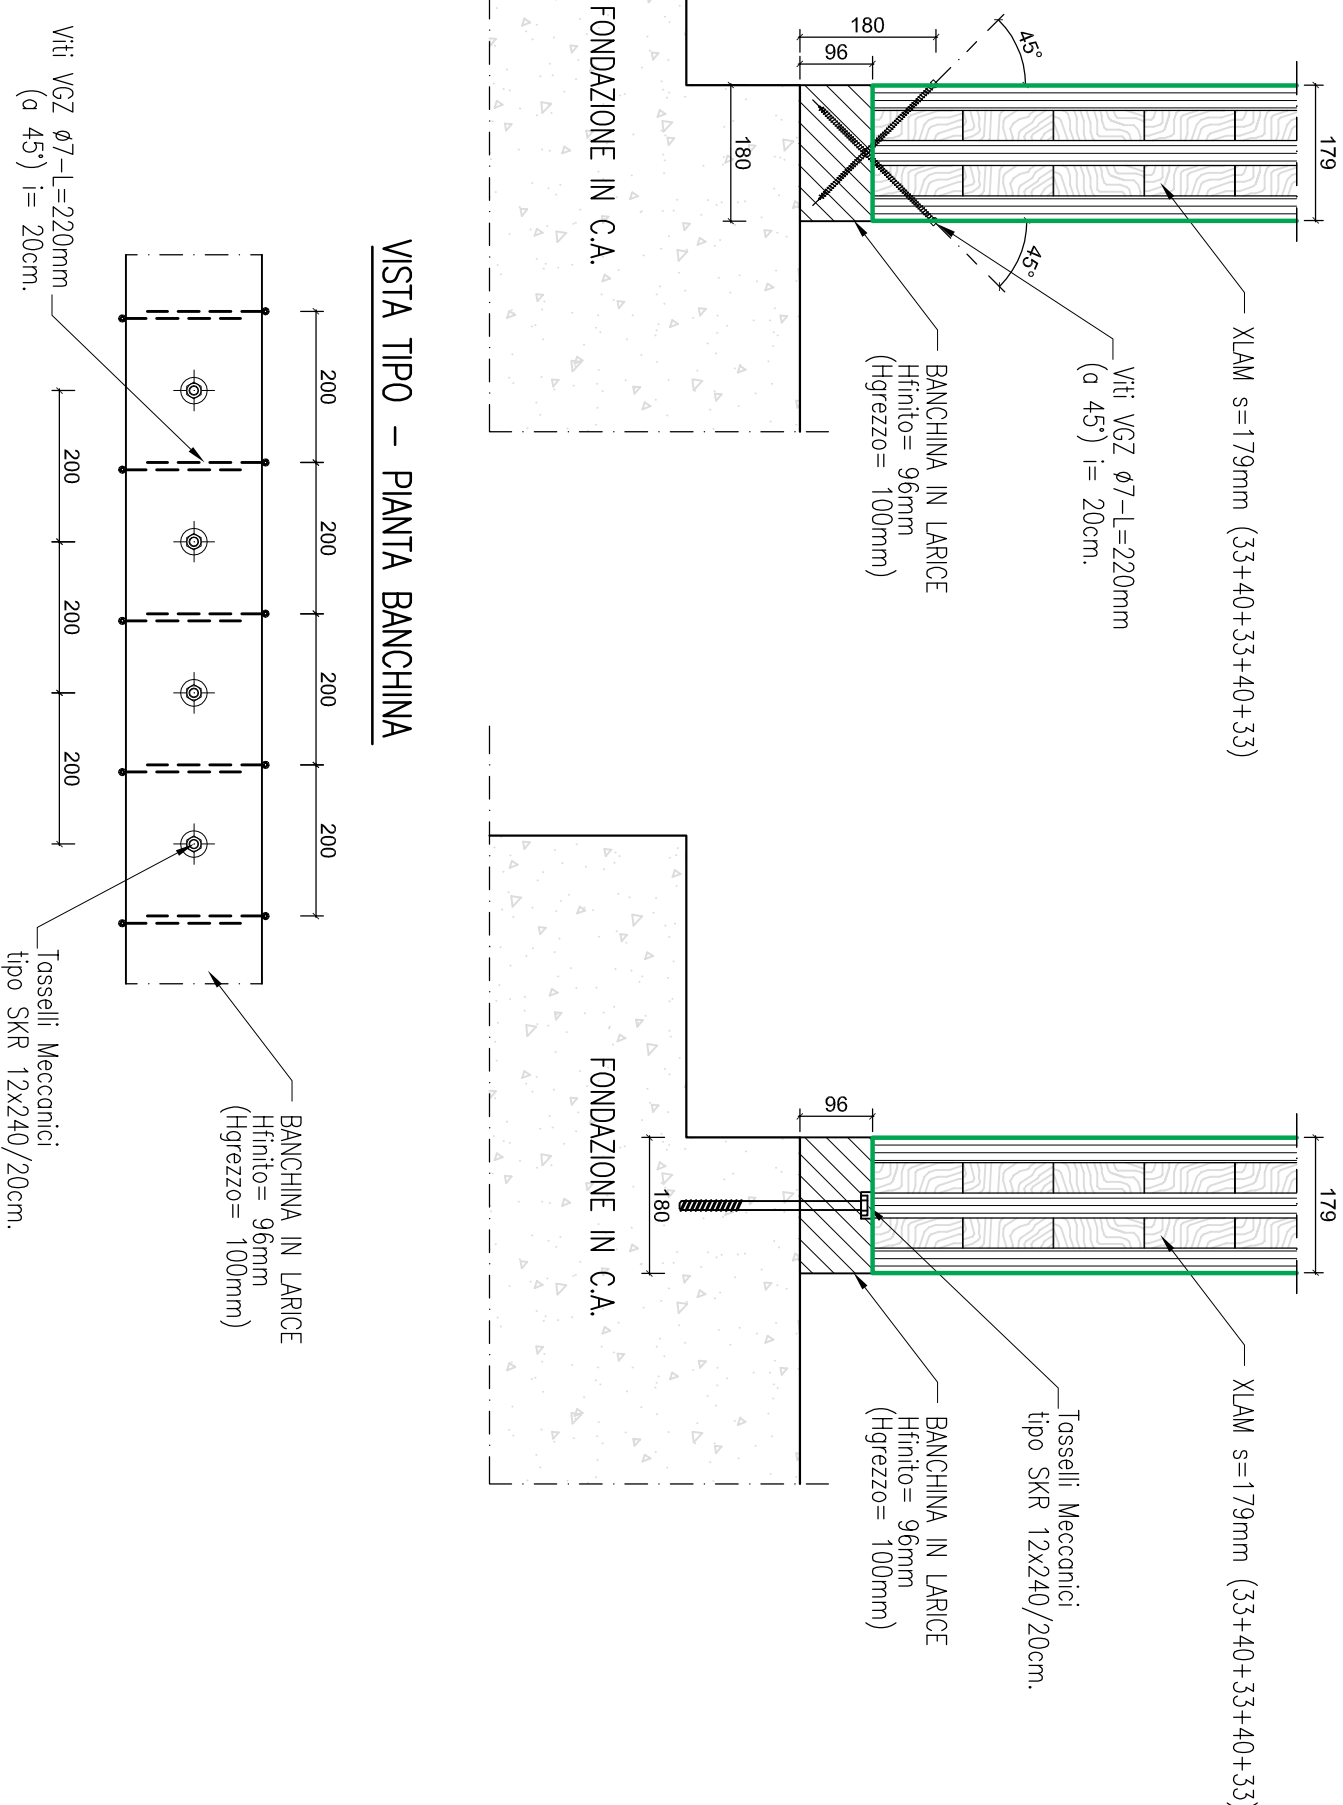 179
XLAM s=179mm (33+40+33+40+33)
Viti VGZ ø7-L=220mm
(a 45°) i= 20cm.
45°
45°
180
96
BANCHINA IN LARICE
Hfinito= 96mm
(Hgrezzo= 100mm)
180
FONDAZIONE IN C.A.
179
XLAM s=179mm (33+40+33+40+33)
Tasselli Meccanici
tipo SKR 12x240/20cm.
96
BANCHINA IN LARICE
Hfinito= 96mm
(Hgrezzo= 100mm)
180
FONDAZIONE IN C.A.
VISTA TIPO - PIANTA BANCHINA
200
200
200
200
BANCHINA IN LARICE
Hfinito= 96mm
(Hgrezzo= 100mm)
200
200
200
Viti VGZ ø7-L=220mm
(a 45°) i= 20cm.
Tasselli Meccanici
tipo SKR 12x240/20cm.